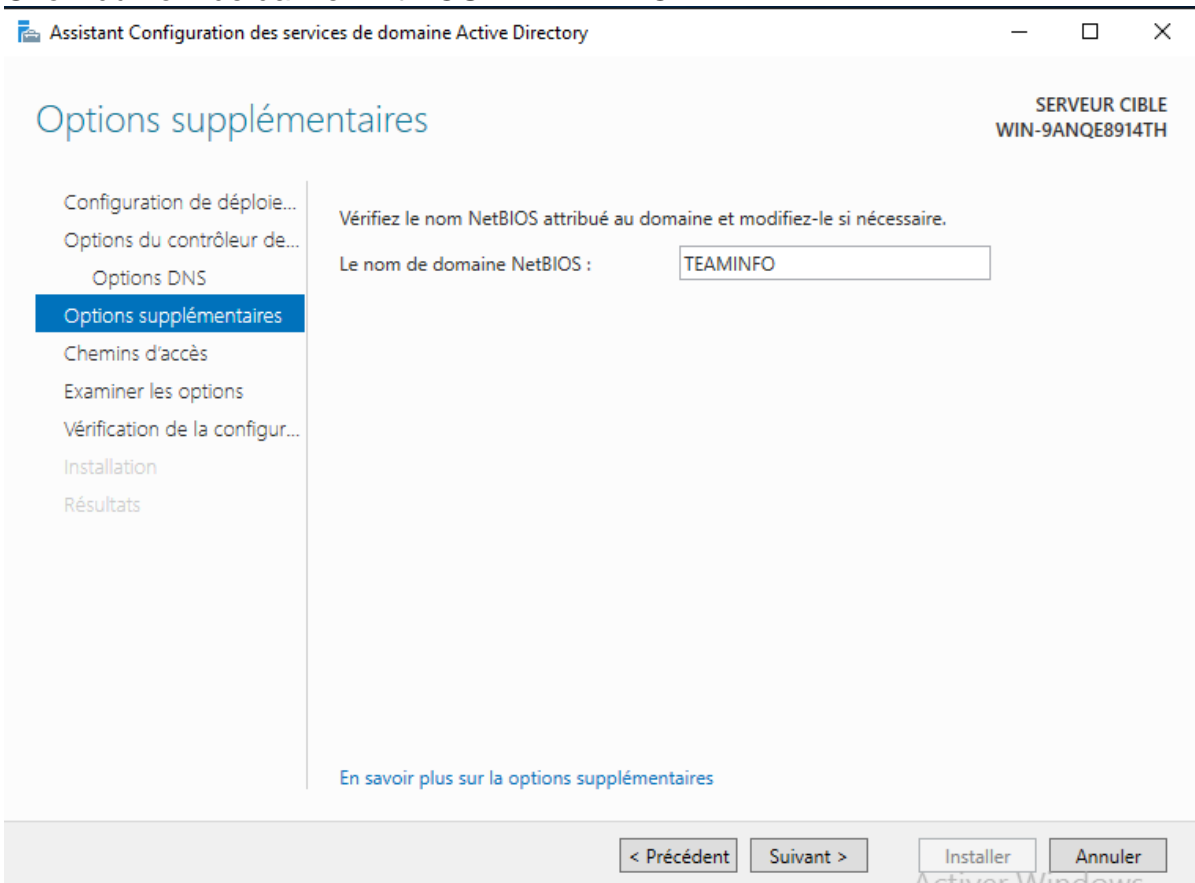 Assistant Configuration des services de domaine Active Directory
Options supplémentaires
SERVEUR CIBLE
WIN-9ANQE8914TH
Configuration de déploie...
Options du contrôleur de...
Options DNS
Options supplémentaires
Chemins d'accès
Examiner les options
Vérification de la configur...
Installation
Résultats
Vérifiez le nom NetBIOS attribué au domaine et modifiez-le si nécessaire.
Le nom de domaine NetBIOS : TEAMINFO
En savoir plus sur la options supplémentaires
< Précédent Suivant > Installer Annuler
Activer Windows